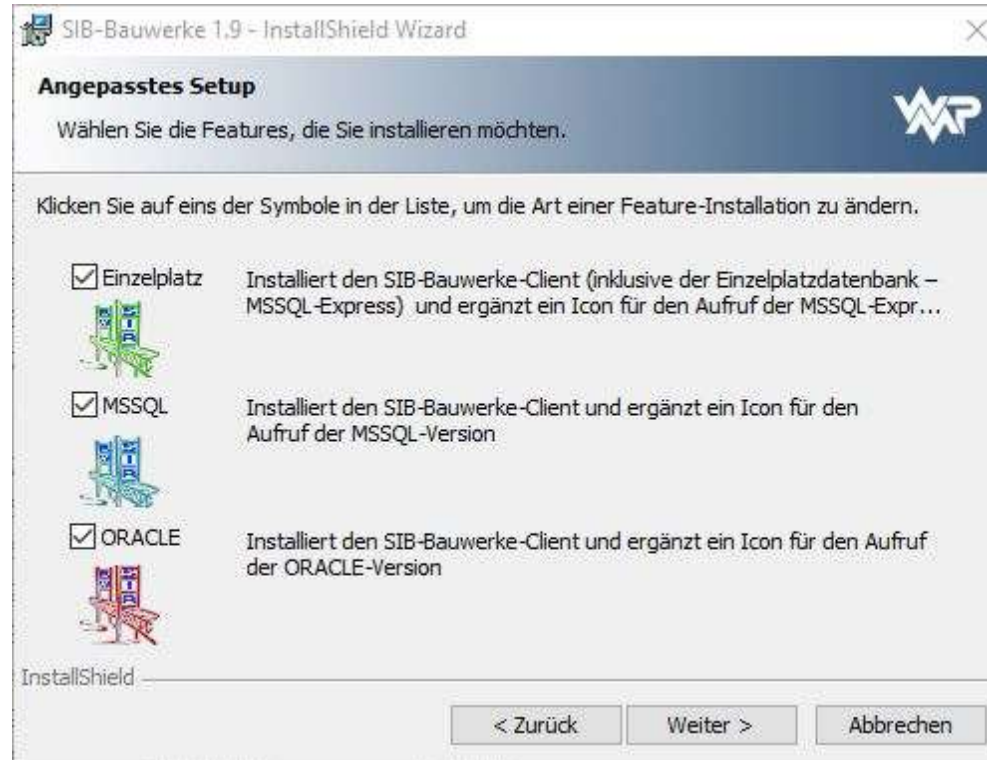 SIB-Bauwerke 1.9 - InstallShield Wizard
Angepasstes Setup
Wählen Sie die Features, die Sie installieren möchten.
WMP
Klicken Sie auf eins der Symbole in der Liste, um die Art einer Feature-Installation zu ändern.
Einzelplatz
Installiert den SIB-Bauwerke-Client (inklusive der Einzelplatzdatenbank –
MSSQL-Express) und ergänzt ein Icon für den Aufruf der MSSQL-Expr...
SIB
MSSQL
Installiert den SIB-Bauwerke-Client und ergänzt ein Icon für den
Aufruf der MSSQL-Version
SIB
ORACLE
Installiert den SIB-Bauwerke-Client und ergänzt ein Icon für den Aufruf
der ORACLE-Version
SIB
InstallShield
< Zurück
Weiter >
Abbrechen